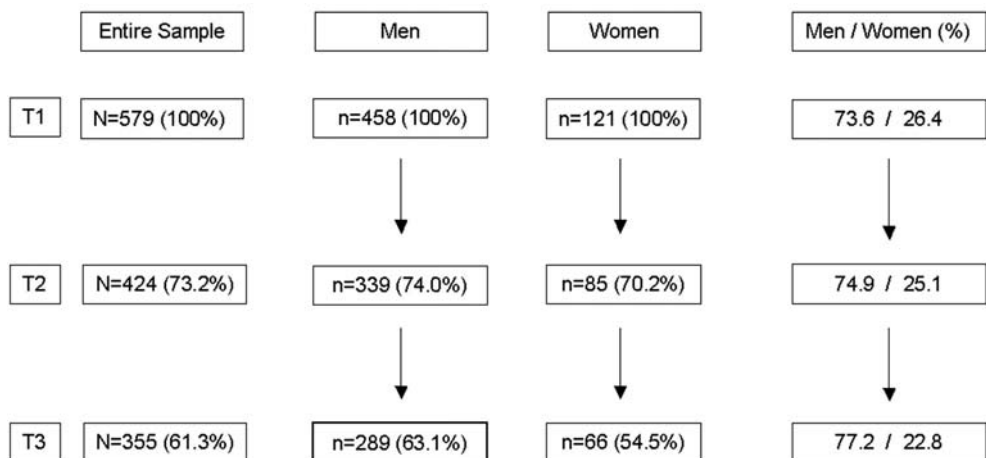 Entire Sample
Men
Women
Men / Women (%)
T1
N=579 (100%)
n=458 (100%)
n=121 (100%)
73.6 / 26.4
T2
N=424 (73.2%)
n=339 (74.0%)
n=85 (70.2%)
74.9 / 25.1
T3
N=355 (61.3%)
n=289 (63.1%)
n=66 (54.5%)
77.2 / 22.8